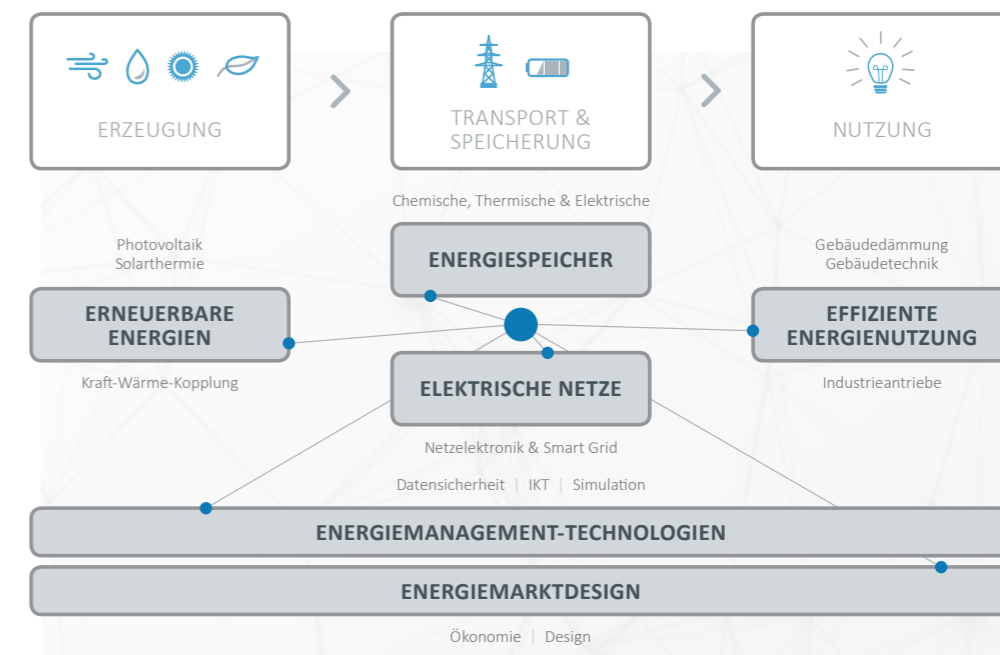 ERZEUGUNG
TRANSPORT &
SPEICHERUNG
NUTZUNG
Chemische, Thermische & Elektrische
ENERGIESPEICHER
Photovoltaik
Solarthermie
ERNEUERBARE
ENERGIEN
Kraft-Wärme-Kopplung
Gebäudedämmung
Gebäudetechnik
EFFIZIENTE
ENERGIENUTZUNG
Industrieantriebe
ELEKTRISCHE NETZE
Netzelektronik & Smart Grid
Datensicherheit | IKT | Simulation
ENERGIEMANAGEMENT-TECHNOLOGIEN
ENERGIEMARKTDESIGN
Ökonomie | Design